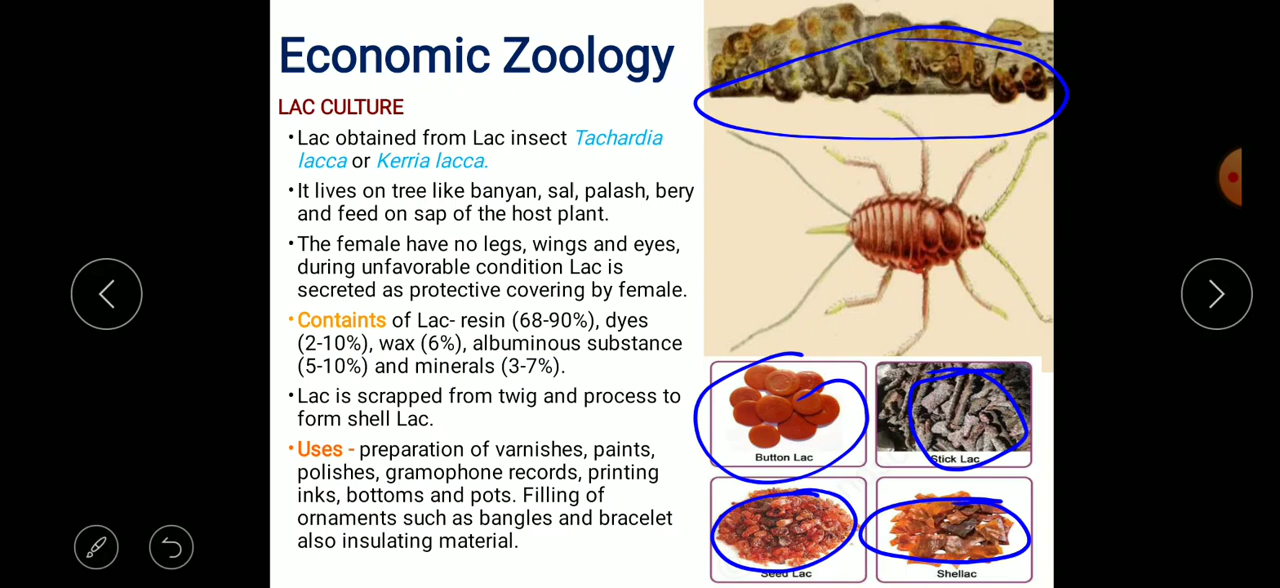 Economic Zoology
LAC CULTURE
•Lac obtained from Lac insect Tachardia
lacca or Kerria lacca.
•It lives on tree like banyan, sal, palash, bery
and feed on sap of the host plant.
•The female have no legs, wings and eyes,
during unfavorable condition Lac is
secreted as protective covering by female.
•Containts of Lac- resin (68-90%), dyes
(2-10%), wax (6%), albuminous substance
(5-10%) and minerals (3-7%).
•Lac is scrapped from twig and process to
form shell Lac.
•Uses - preparation of varnishes, paints,
polishes, gramophone records, printing
inks, bottoms and pots. Filling of
ornaments such as bangles and bracelet
also insulating material.
Button Lac
Stick Lac
Seed Lac
Shellac